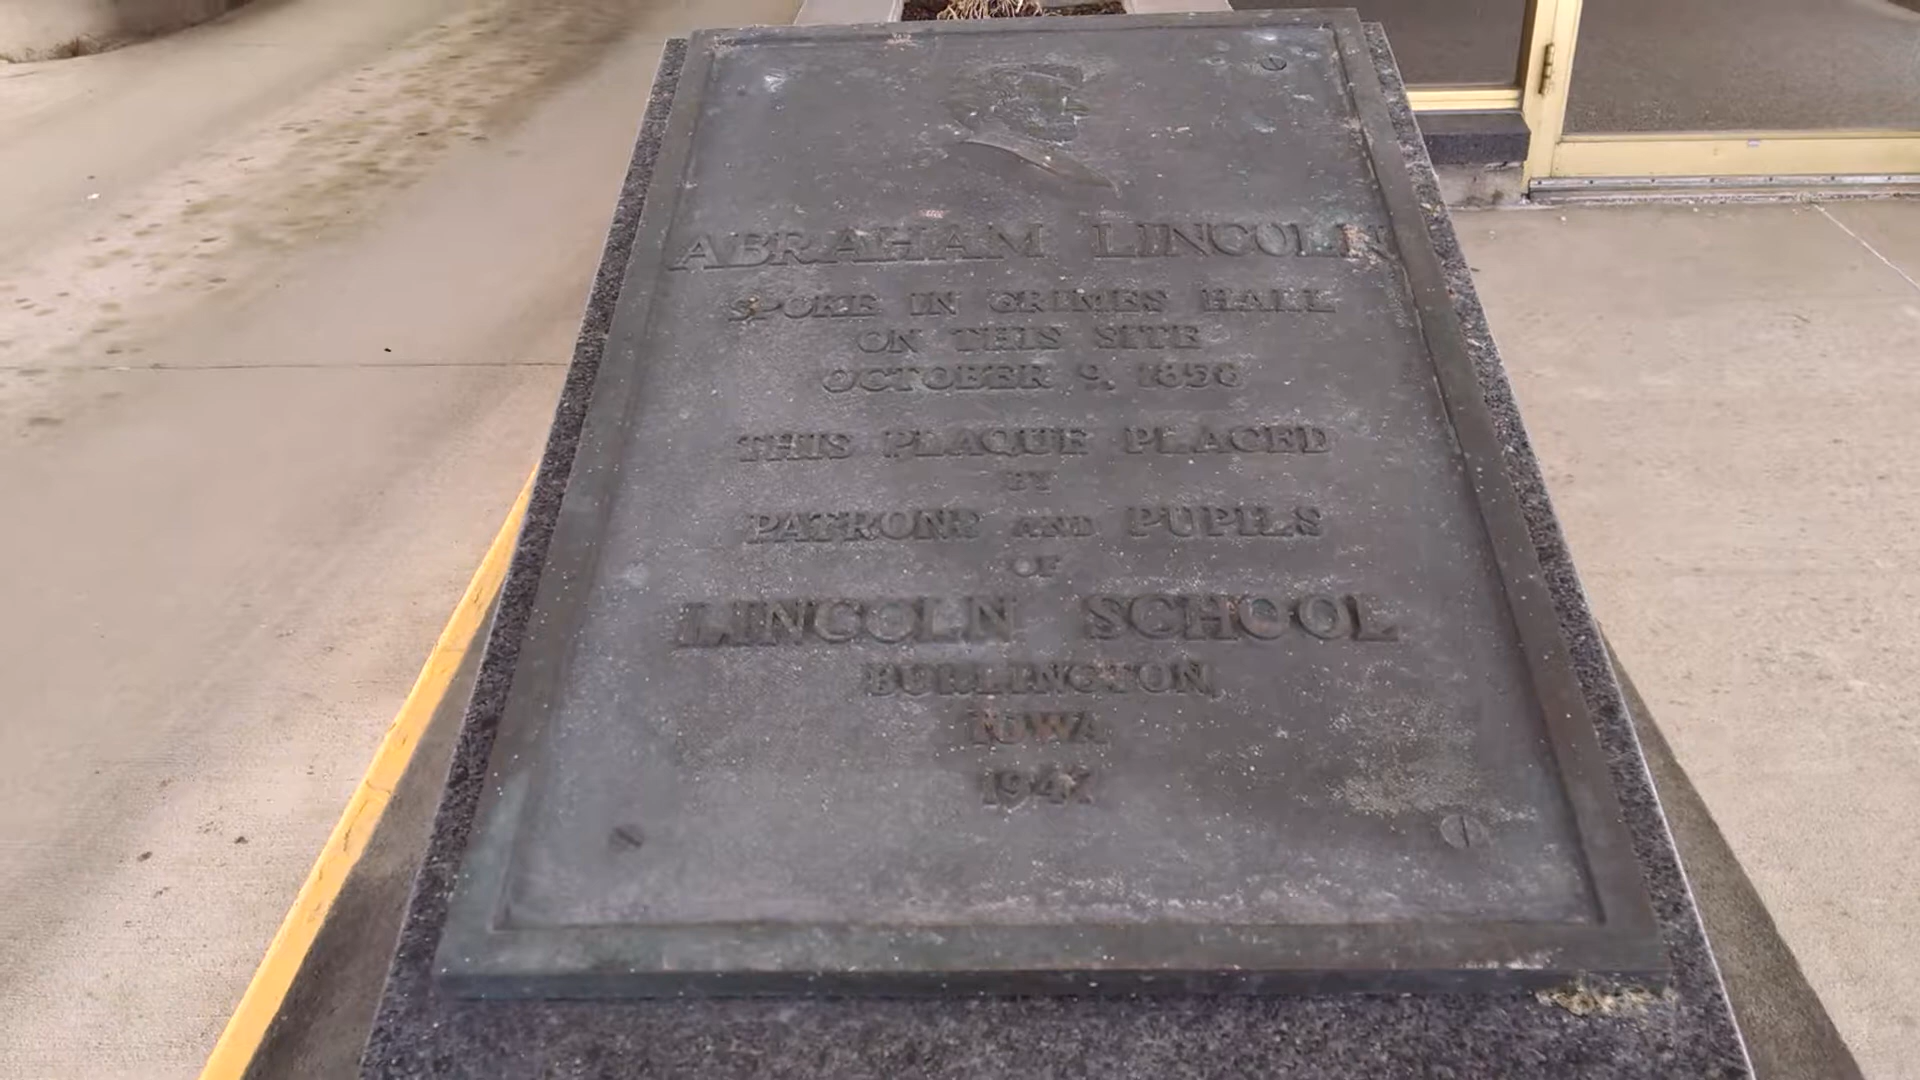 ABRAHAM LINCOLN
SPOKE IN GRIMES HALL
ON THIS SITE
OCTOBER 9, 1858
THIS PLAQUE PLACED
BY
PATRONS AND PUPILS
OF
LINCOLN SCHOOL
BURLINGTON,
IOWA